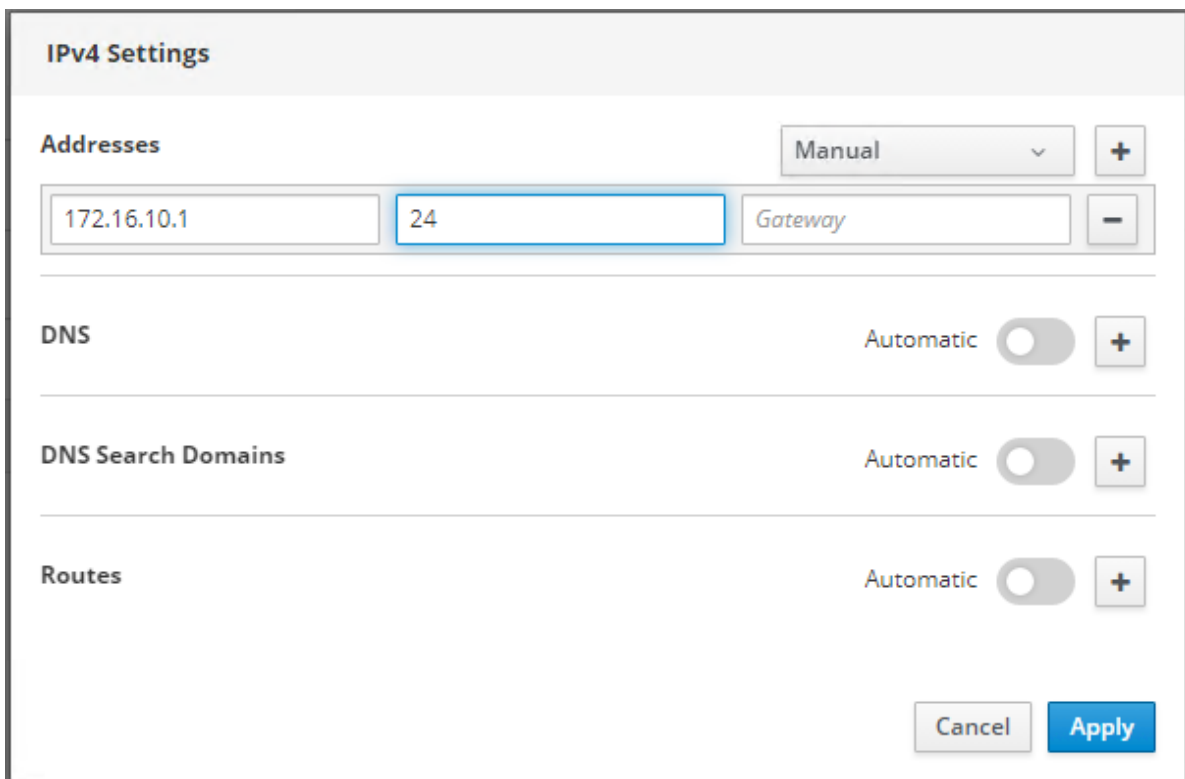 IPv4 Settings
Addresses Manual
172.16.10.1 24 Gateway
DNS Automatic
DNS Search Domains Automatic
Routes Automatic
Cancel Apply